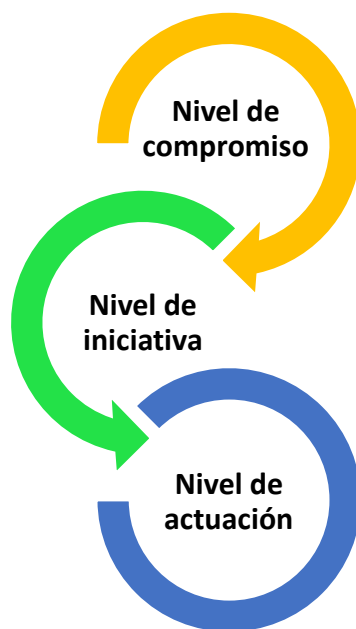 Nivel de
compromiso
Nivel de
iniciativa
Nivel de
actuación